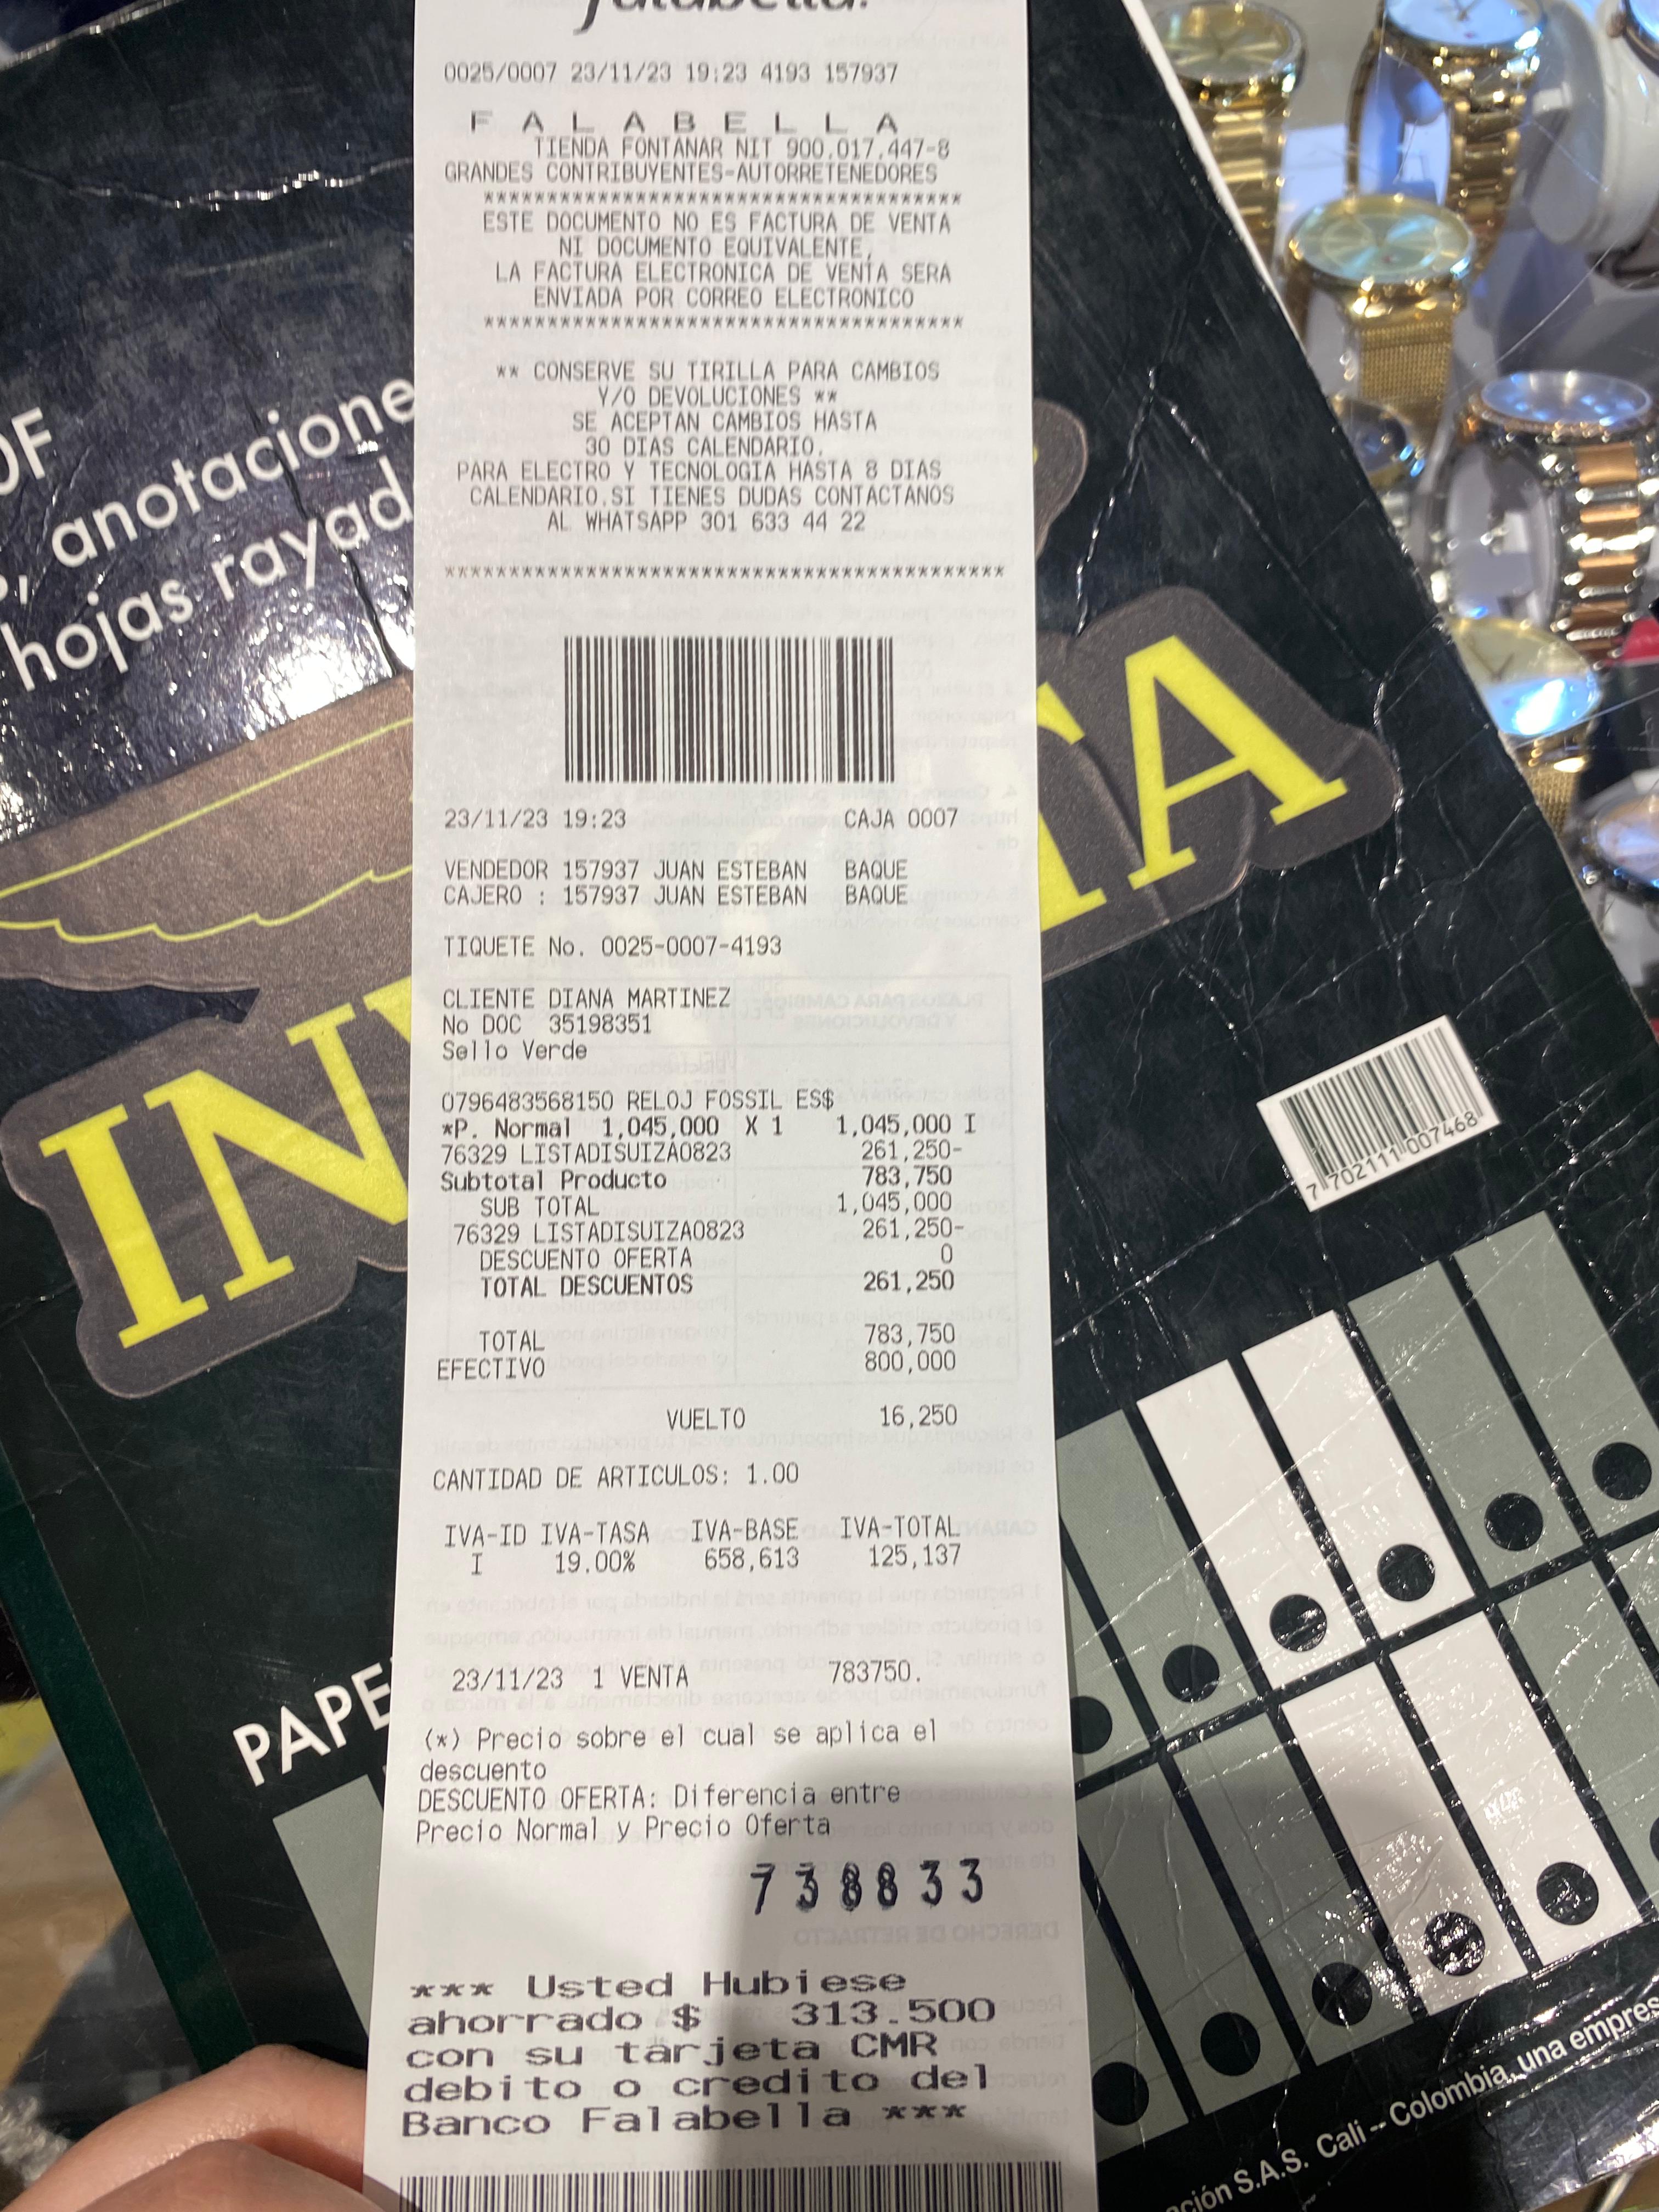 falabella.
0025/0007 23/11/23 19:23 4193 157937
F A L A B E L L A
TIENDA FONTANAR NIT 900.017.447-8
GRANDES CONTRIBUYENTES-AUTORRETENEDORES
**************************************
ESTE DOCUMENTO NO ES FACTURA DE VENTA
NI DOCUMENTO EQUIVALENTE,
LA FACTURA ELECTRONICA DE VENTA SERA
ENVIADA POR CORREO ELECTRONICO
**************************************
** CONSERVE SU TIRILLA PARA CAMBIOS
Y/O DEVOLUCIONES **
SE ACEPTAN CAMBIOS HASTA
30 DIAS CALENDARIO.
PARA ELECTRO Y TECNOLOGIA HASTA 8 DIAS
CALENDARIO.SI TIENES DUDAS CONTACTANOS
AL WHATSAPP 301 633 44 22
********************************************
23/11/23 19:23 CAJA 0007
VENDEDOR 157937 JUAN ESTEBAN BAQUE
CAJERO : 157937 JUAN ESTEBAN BAQUE
TIQUETE No. 0025-0007-4193
CLIENTE DIANA MARTINEZ
No DOC 35198351
Sello Verde
0796483568150 RELOJ FOSSIL ES$
*P. Normal 1,045,000 X 1 1,045,000 I
76329 LISTADISUIZA0823 261,250-
Subtotal Producto 783,750
SUB TOTAL 1,045,000
76329 LISTADISUIZA0823 261,250-
DESCUENTO OFERTA 0
TOTAL DESCUENTOS 261,250
TOTAL 783,750
EFECTIVO 800,000
VUELTO 16,250
CANTIDAD DE ARTICULOS: 1.00
IVA-ID IVA-TASA IVA-BASE IVA-TOTAL
I 19.00% 658,613 125,137
23/11/23 1 VENTA 783750.
(*) Precio sobre el cual se aplica el
descuento
DESCUENTO OFERTA: Diferencia entre
Precio Normal y Precio Oferta
738833
*** Usted Hubiese
ahorrado $ 313.500
con su tarjeta CMR
debito o credito del
Banco Falabella ***
OF
, anotacione
hojas rayad
IN
TA
7 702111 007468
PAPE
ación S.A.S. Cali -- Colombia, una empres